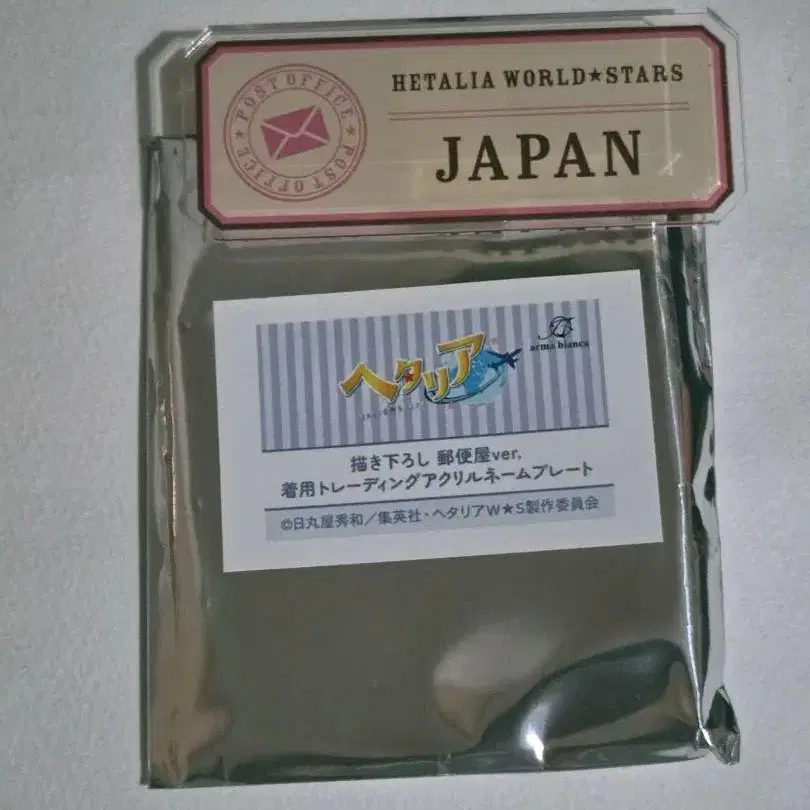 POST OFFICE ★ POST OFFICE ★
HETALIA WORLD★STARS
JAPAN
ヘタリア
arma bianca
描き下ろし 郵便屋ver.
着用トレーディングアクリルネームプレート
©日丸屋秀和／集英社・ヘタリアW★S製作委員会